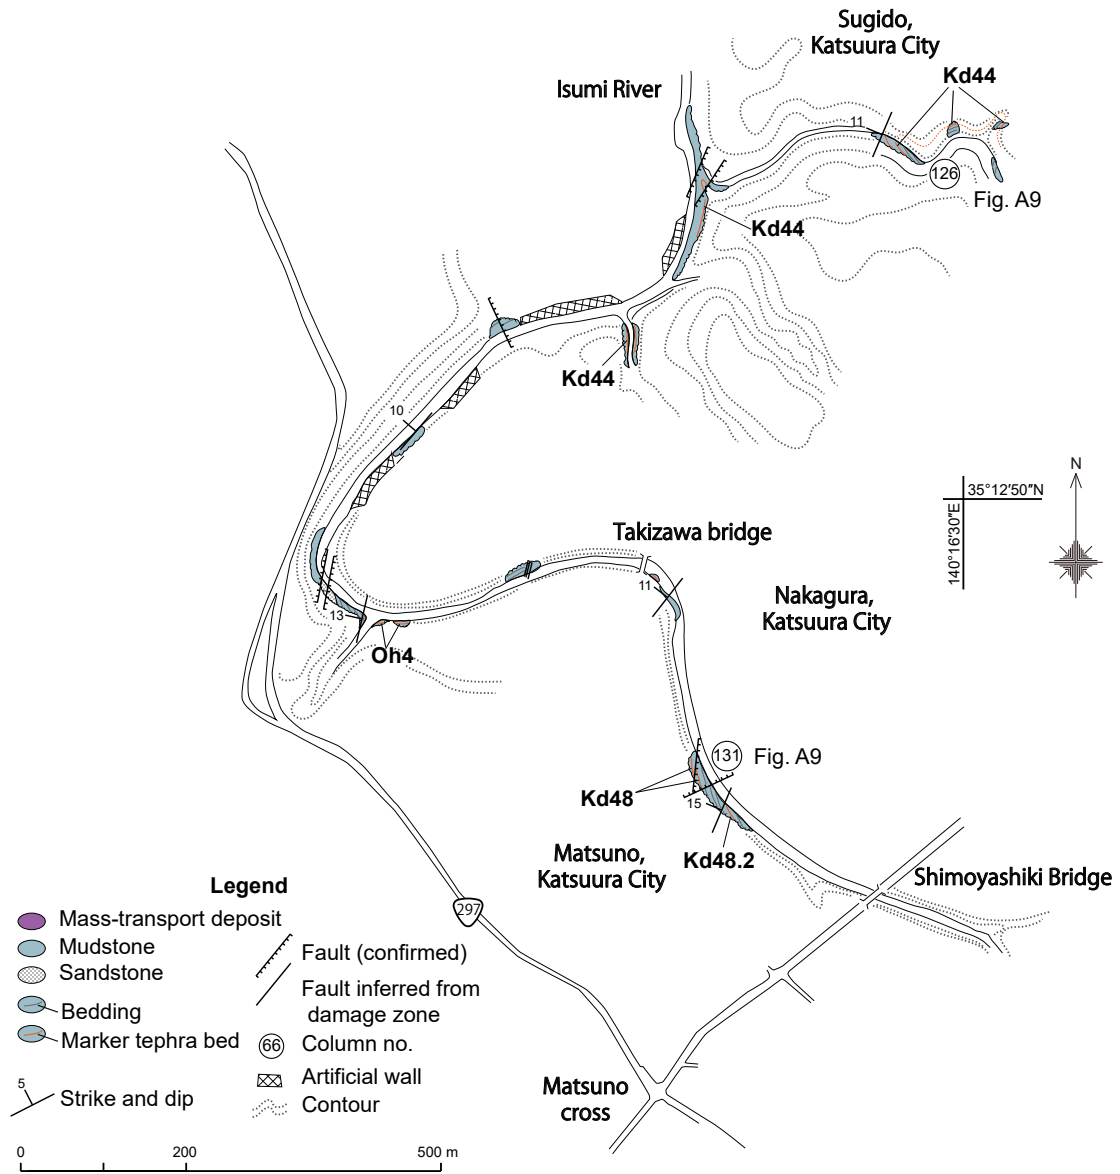 Sugido,
Katsuura City
Isumi River
Kd44
11
126
Fig. A9
Kd44
Kd44
10
35°12′50″N
140°16′30″E
N
Takizawa bridge
11
Nakagura,
Katsuura City
13
Oh4
131
Fig. A9
Kd48
15
Kd48.2
Matsuno,
Katsuura City
Shimoyashiki Bridge
297
Matsuno
cross
Legend
Mass-transport deposit
Mudstone
Sandstone
Bedding
Marker tephra bed
5
Strike and dip
Fault (confirmed)
Fault inferred from
damage zone
66
Column no.
Artificial wall
Contour
0
200
500 m